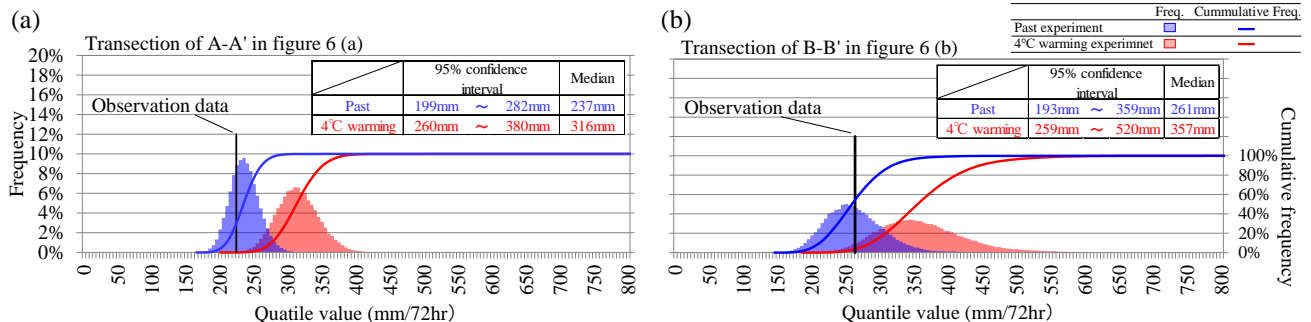 (a)
Transection of A-A' in figure 6 (a)
95% confidence interval Median
Past 199mm ~ 282mm 237mm
4℃ warming 260mm ~ 380mm 316mm
Observation data
Frequency
20%
18%
16%
14%
12%
10%
8%
6%
4%
2%
0%
0 50 100 150 200 250 300 350 400 450 500 550 600 650 700 750 800
Quatile value (mm/72hr)
(b)
Freq. Cummulative Freq.
Past experiment
4℃ warming experimnet
Transection of B-B' in figure 6 (b)
95% confidence interval Median
Past 193mm ~ 359mm 261mm
4℃ warming 259mm ~ 520mm 357mm
Observation data
100%
80%
60%
40%
20%
0%
Cumulative frequency
0 50 100 150 200 250 300 350 400 450 500 550 600 650 700 750 800
Quantile value (mm/72hr)